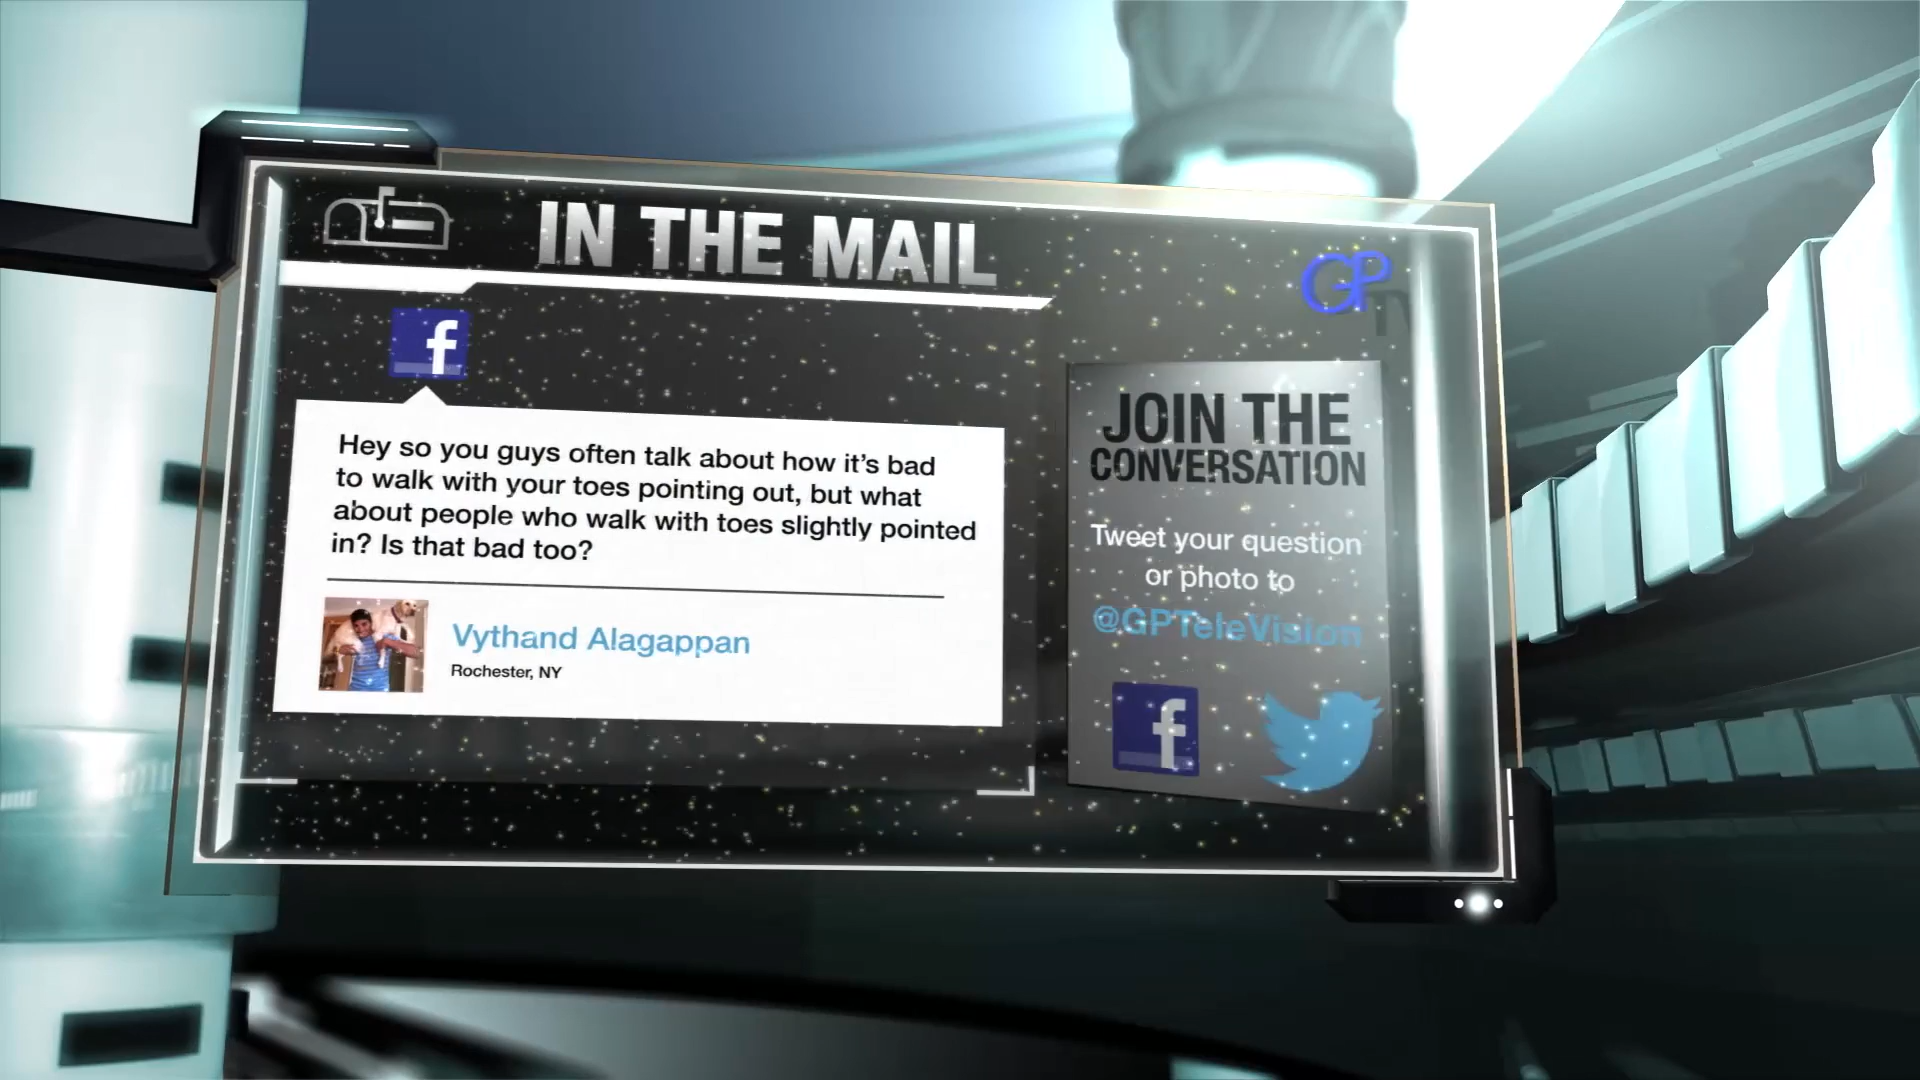 IN THE MAIL
GP
TV
f
Hey so you guys often talk about how it's bad
to walk with your toes pointing out, but what
about people who walk with toes slightly pointed
in? Is that bad too?
Vythand Alagappan
Rochester, NY
JOIN THE
CONVERSATION
Tweet your question
or photo to
@GPTeleVision
f